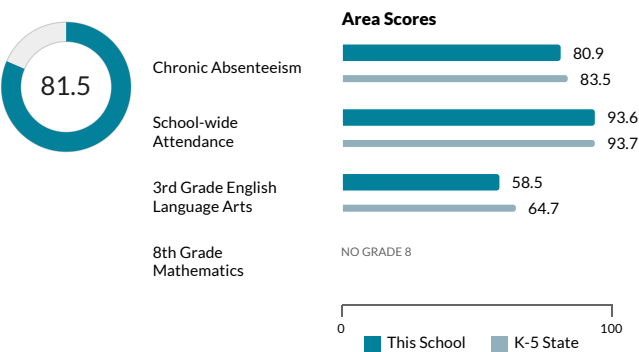 Area Scores
81.5
Chronic Absenteeism
80.9
83.5
School-wide
Attendance
93.6
93.7
3rd Grade English
Language Arts
58.5
64.7
8th Grade
Mathematics
NO GRADE 8
0
100
This School
K-5 State